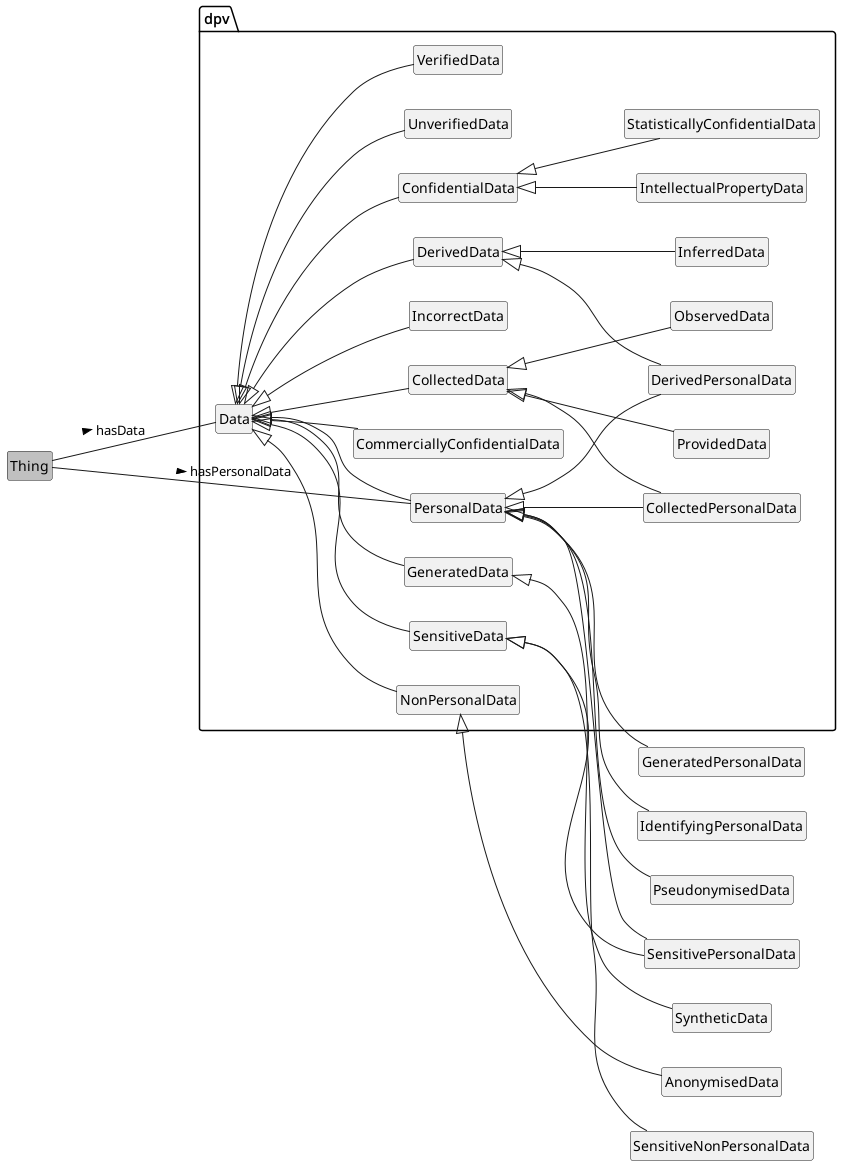 dpv
VerifiedData
UnverifiedData
StatisticallyConfidentialData
ConfidentialData
IntellectualPropertyData
DerivedData
InferredData
IncorrectData
ObservedData
CollectedData
DerivedPersonalData
Data
hasData
CommerciallyConfidentialData
ProvidedData
Thing
hasPersonalData
PersonalData
CollectedPersonalData
GeneratedData
SensitiveData
NonPersonalData
GeneratedPersonalData
IdentifyingPersonalData
PseudonymisedData
SensitivePersonalData
SyntheticData
AnonymisedData
SensitiveNonPersonalData